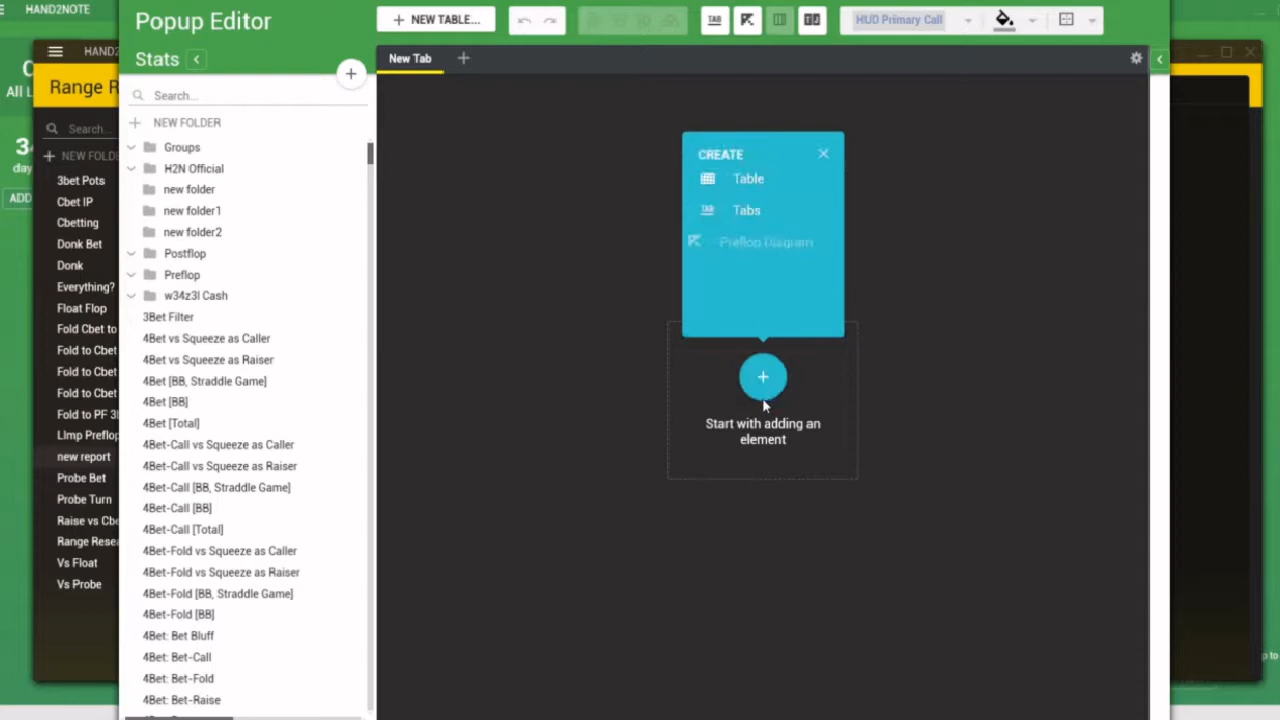 HAND2NOTE
All L
day
ADD
HAND2
Range R
Search...
NEW FOLDE
3bet Pots
Cbet IP
Cbetting
Donk Bet
Donk
Everything?
Float Flop
Fold Cbet to
Fold to Cbet
Fold to Cbet
Fold to Cbet
Fold to PF 3
Limp Preflop
new report
Probe Bet
Probe Turn
Raise vs Cbe
Range Resea
Vs Float
Vs Probe
Popup Editor
NEW TABLE...
TAB
HUD Primary Call
Stats
Search...
NEW FOLDER
Groups
H2N Official
new folder
new folder1
new folder2
Postflop
Preflop
w34z3l Cash
3Bet Filter
4Bet vs Squeeze as Caller
4Bet vs Squeeze as Raiser
4Bet [BB, Straddle Game]
4Bet [BB]
4Bet [Total]
4Bet-Call vs Squeeze as Caller
4Bet-Call vs Squeeze as Raiser
4Bet-Call [BB, Straddle Game]
4Bet-Call [BB]
4Bet-Call [Total]
4Bet-Fold vs Squeeze as Caller
4Bet-Fold vs Squeeze as Raiser
4Bet-Fold [BB, Straddle Game]
4Bet-Fold [BB]
4Bet: Bet Bluff
4Bet: Bet-Call
4Bet: Bet-Fold
4Bet: Bet-Raise
New Tab
CREATE
Table
TAB Tabs
Preflop Diagram
Start with adding an
element
p to